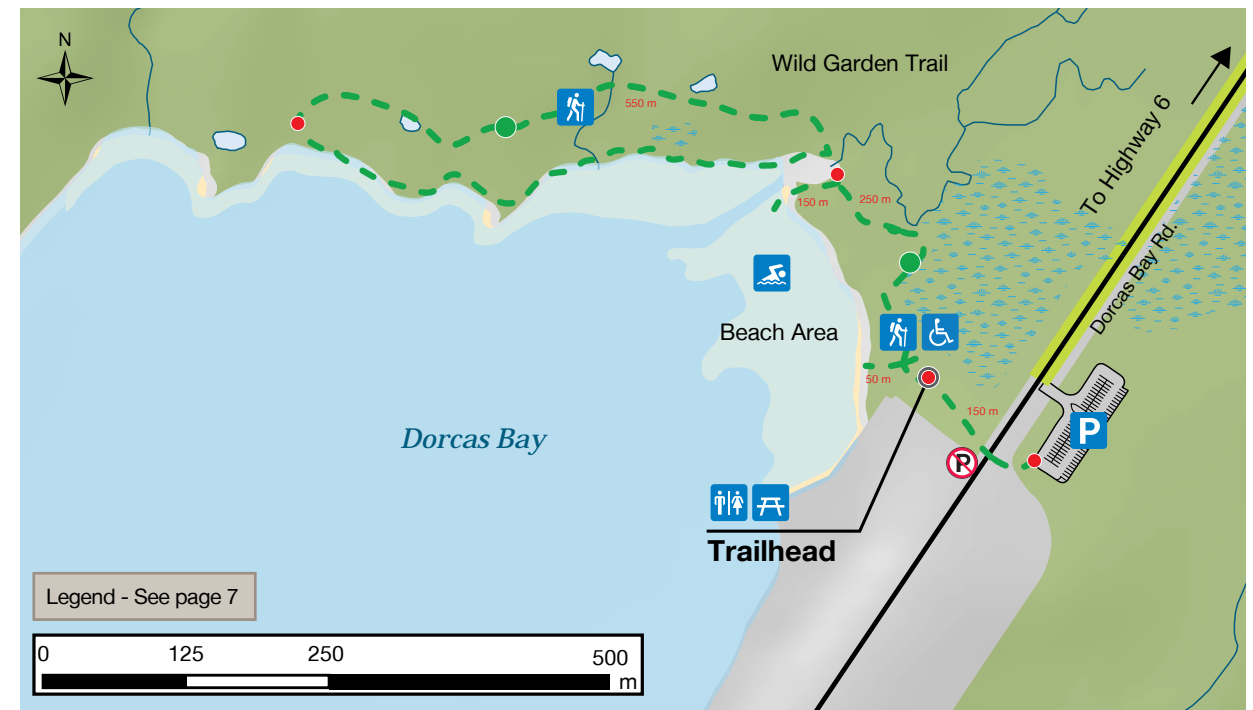 N
Wild Garden Trail
To Highway 6
550 m
150 m
250 m
Dorcas Bay Rd.
Beach Area
50 m
150 m
Dorcas Bay
P
P
Trailhead
Legend - See page 7
0 125 250 500
m